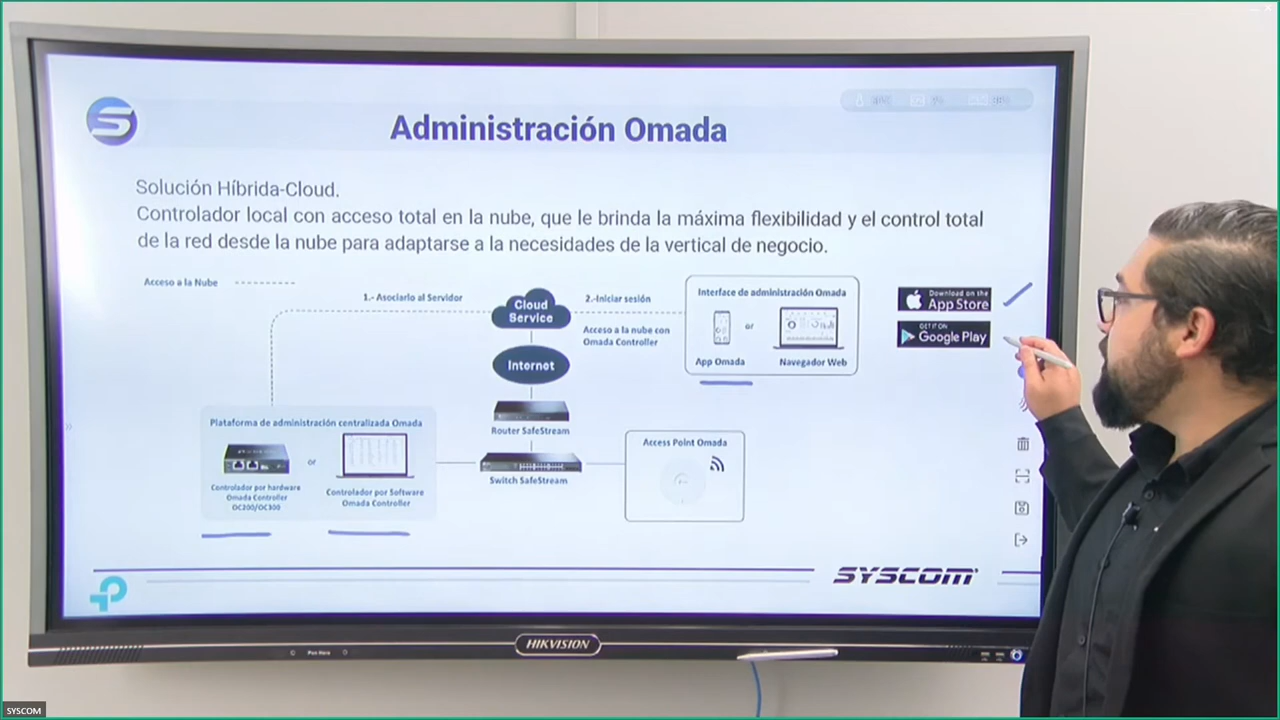 Administración Omada
Solución Híbrida-Cloud.
Controlador local con acceso total en la nube, que le brinda la máxima flexibilidad y el control total
de la red desde la nube para adaptarse a la necesidades de la vertical de negocio.
Acceso a la Nube
1.- Asociarlo al Servidor
Cloud
Service
2.-Iniciar sesión
Acceso a la nube con
Omada Controller
Interface de administración Omada
or
App Omada
Navegador Web
Download on the
App Store
GET IT ON
Google Play
Internet
Router SafeStream
Switch SafeStream
Plataforma de administración centralizada Omada
or
Controlador por hardware
Omada Controller
OC200/OC300
Controlador por Software
Omada Controller
Access Point Omada
SYSCOM
HIKVISION
SYSCOM